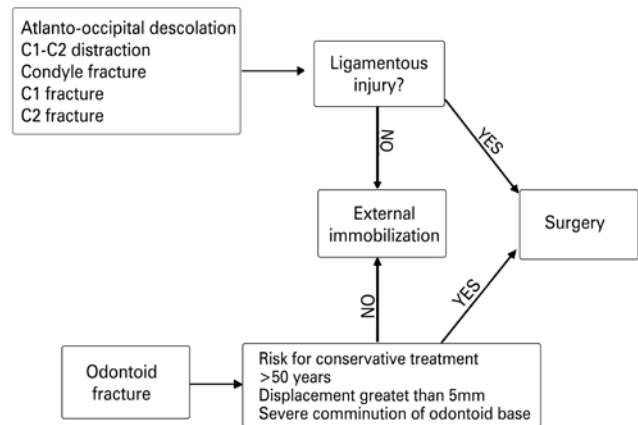 Atlanto-occipital descolation
C1-C2 distraction
Condyle fracture
C1 fracture
C2 fracture
Ligamentous
injury?
NO
YES
External
immobilization
Surgery
NO
YES
Odontoid
fracture
Risk for conservative treatment
>50 years
Displacement greatet than 5mm
Severe comminution of odontoid base